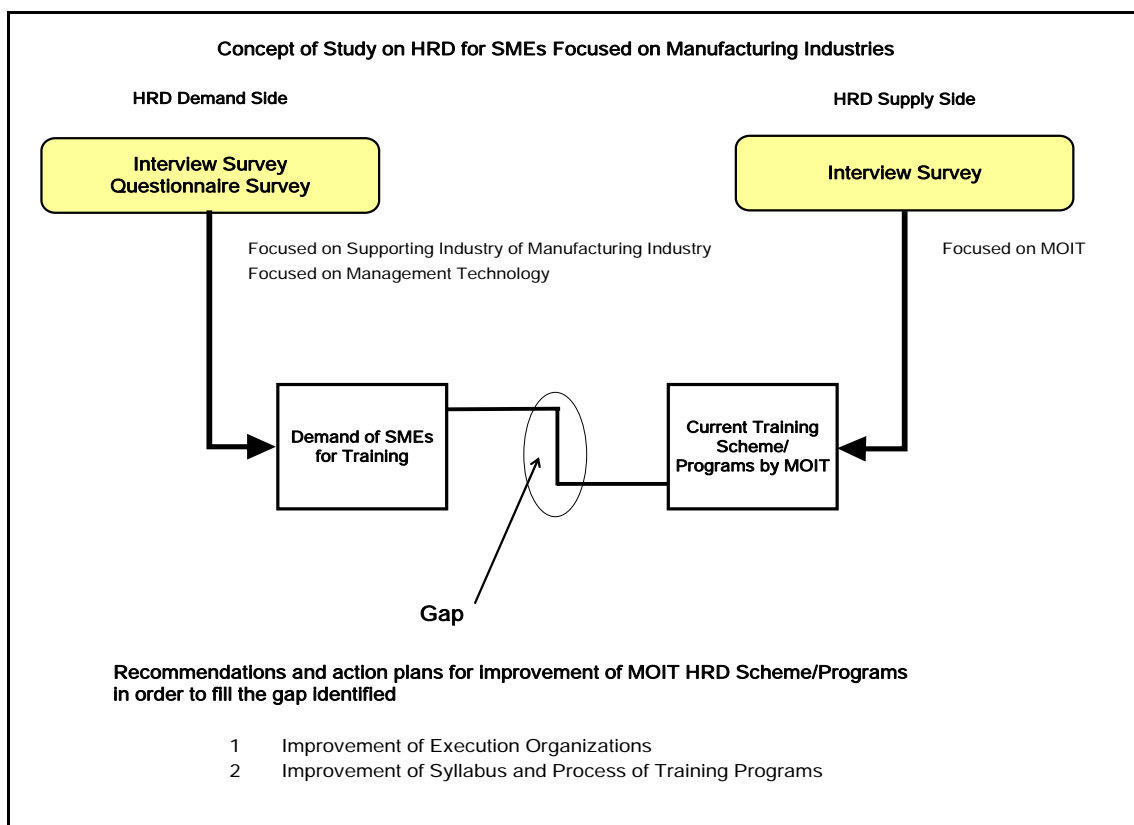 Concept of Study on HRD for SMEs Focused on Manufacturing Industries
HRD Demand Side
HRD Supply Side
Interview Survey
Questionnaire Survey
Interview Survey
Focused on Supporting Industry of Manufacturing Industry
Focused on Management Technology
Focused on MOIT
Demand of SMEs
for Training
Current Training
Scheme/
Programs by MOIT
Gap
Recommendations and action plans for improvement of MOIT HRD Scheme/Programs
in order to fill the gap identified
1 Improvement of Execution Organizations
2 Improvement of Syllabus and Process of Training Programs